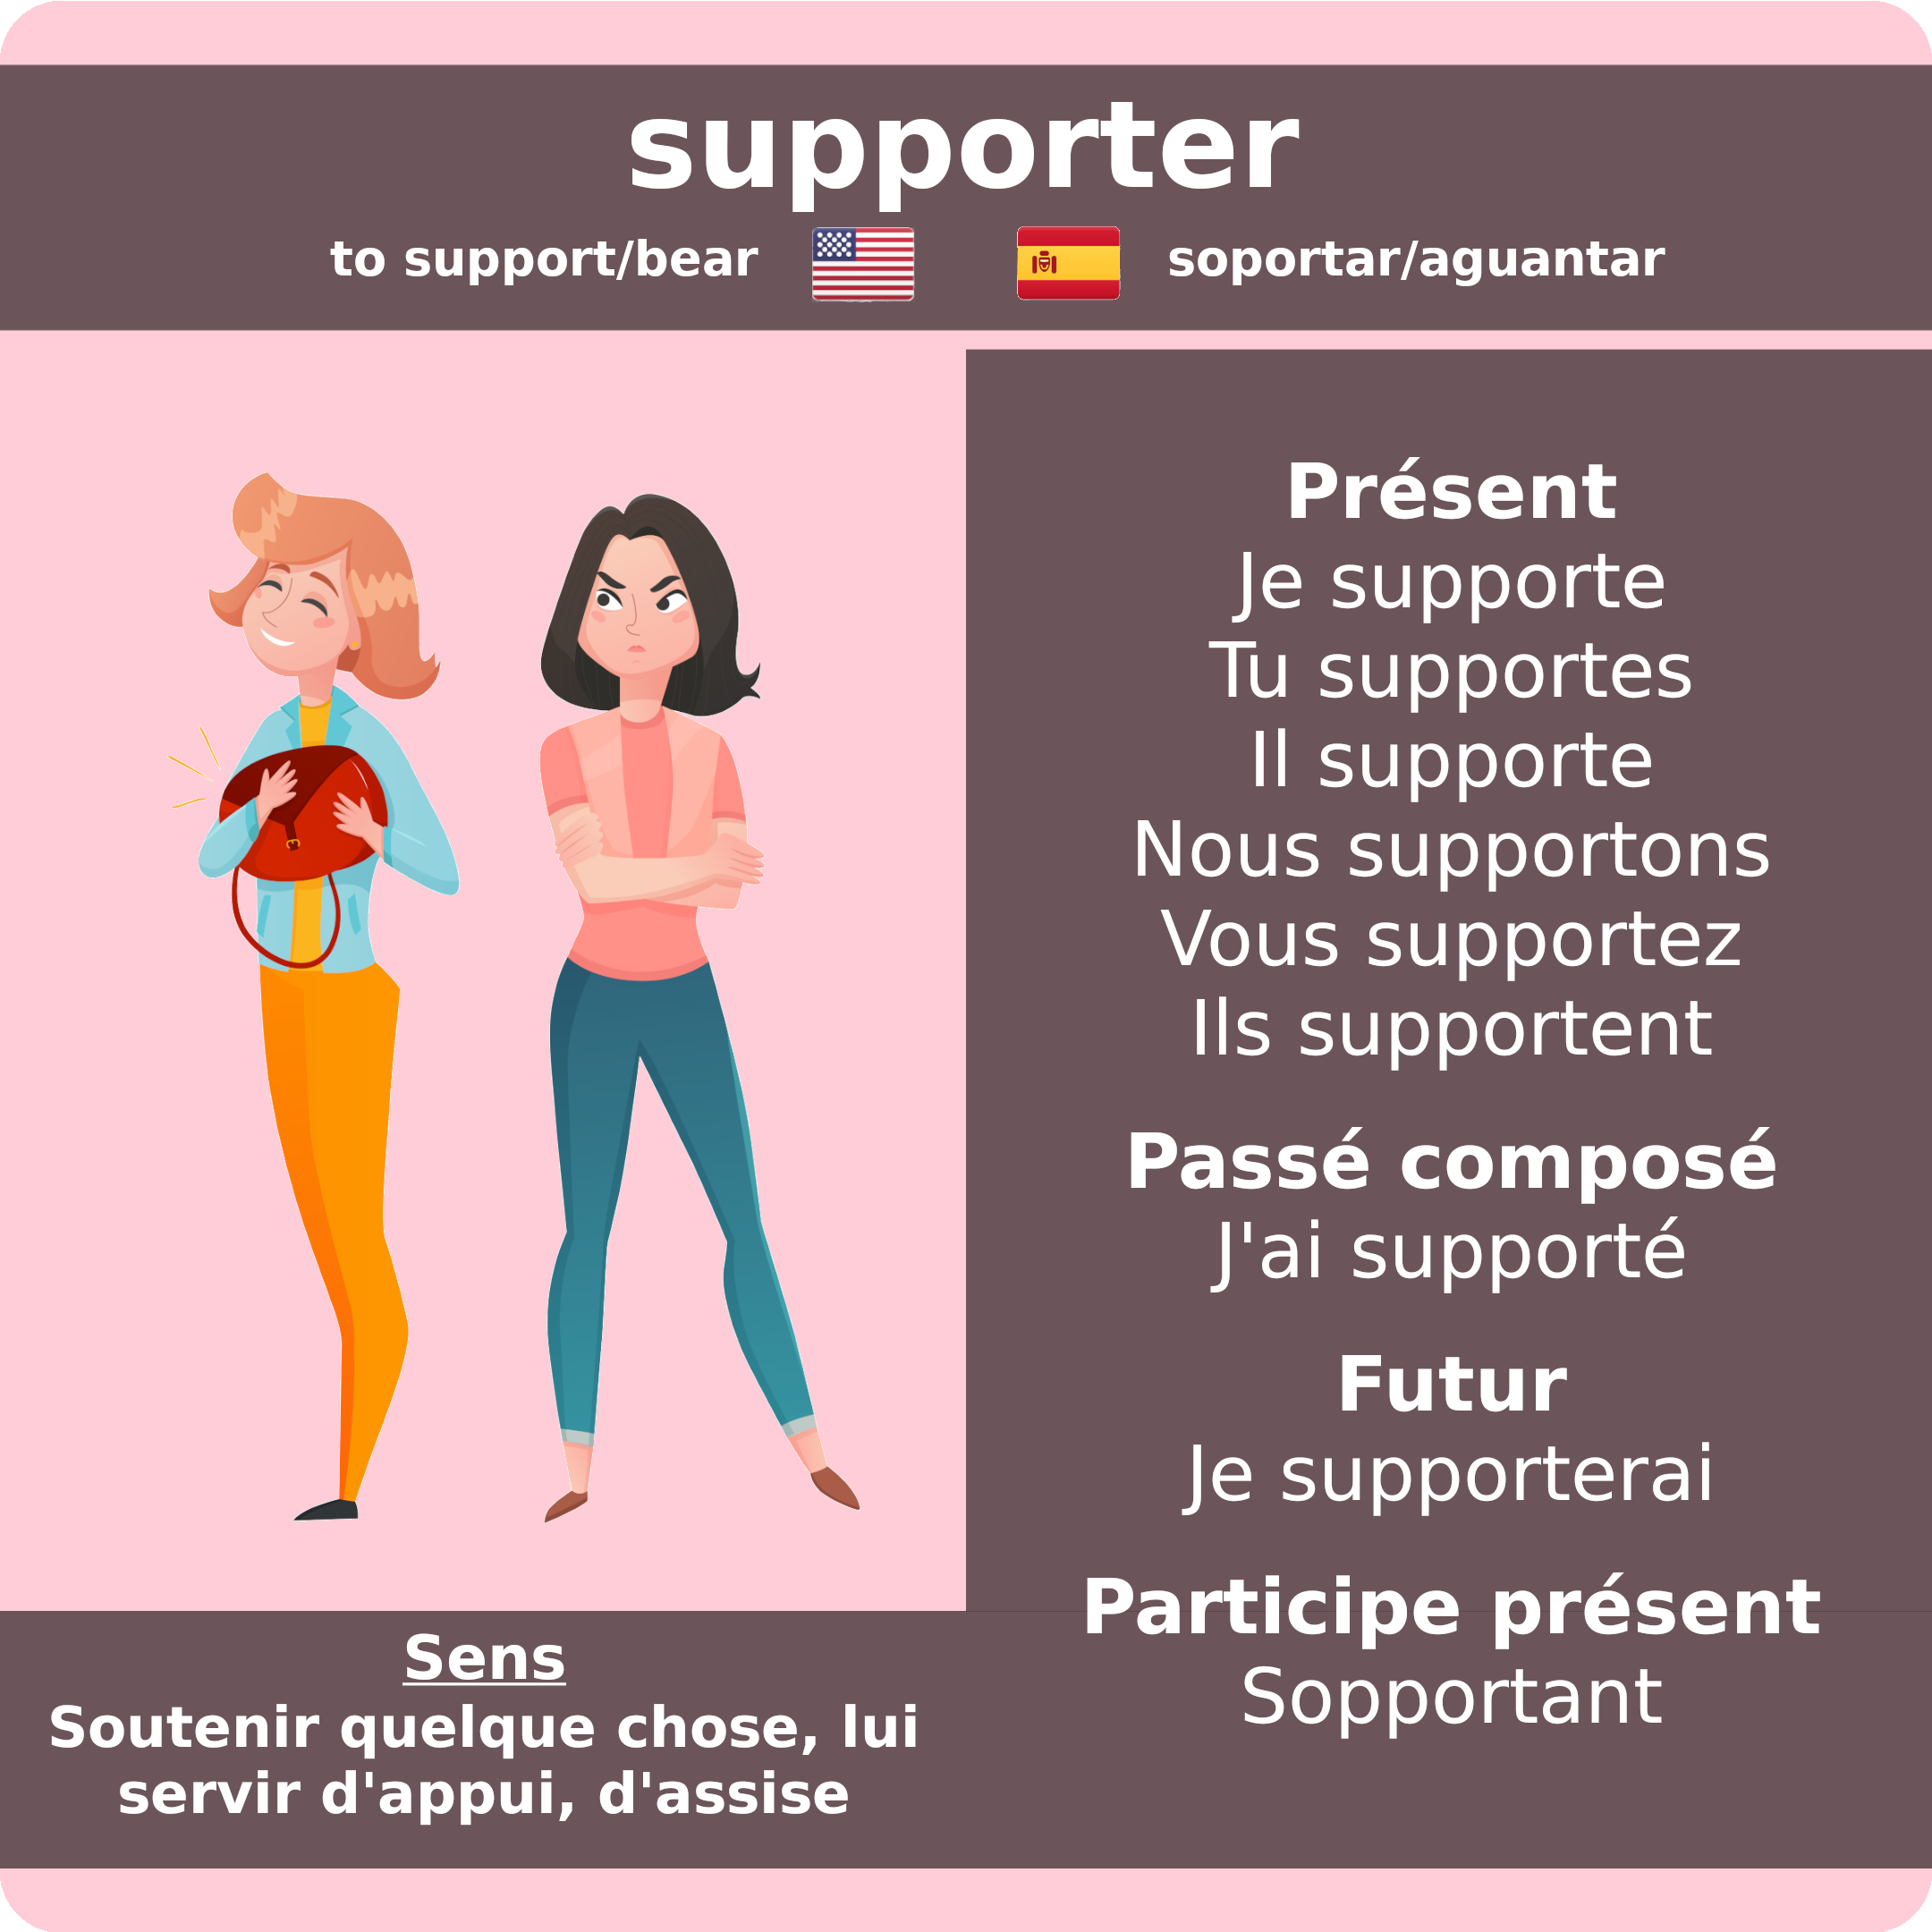 supporter
to support/bear
soportar/aguantar
Présent
Je supporte
Tu supportes
Il supporte
Nous supportons
Vous supportez
Ils supportent
Passé composé
J'ai supporté
Futur
Je supporterai
Participe présent
Sopportant
Sens
Soutenir quelque chose, lui
servir d'appui, d'assise